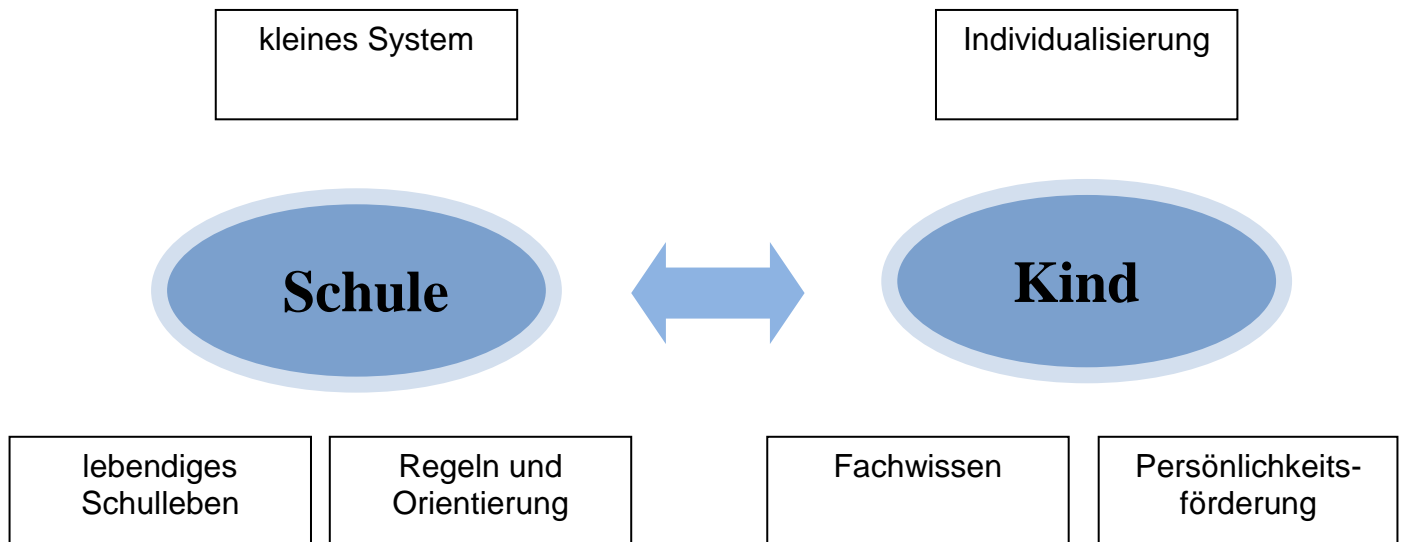 kleines System
Individualisierung
Schule
Kind
lebendiges
Schulleben
Regeln und
Orientierung
Fachwissen
Persönlichkeits-
förderung